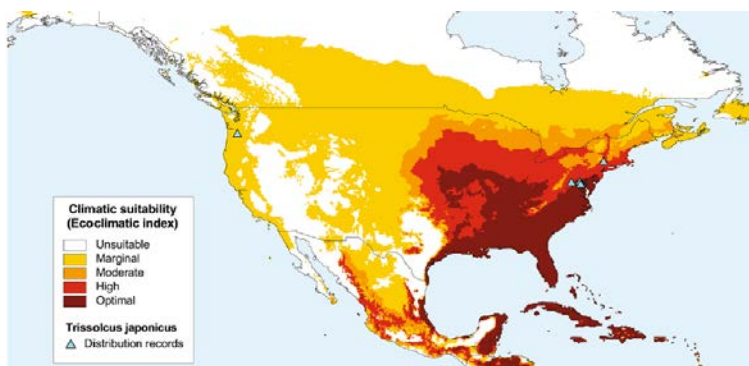 Climatic suitability
(Ecoclimatic index)
Unsuitable
Marginal
Moderate
High
Optimal
Trissolcus japonicus
Distribution records